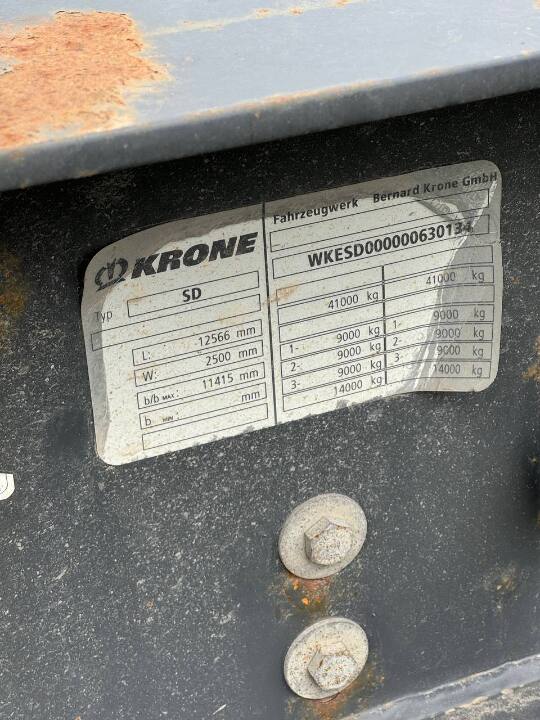 Fahrzeugwerk Bernard Krone GmbH
KRONE
WKESD000000630134
Typ SD
41000 kg 41000 kg
L: 12566 mm
W: 2500 mm
b/b MAX: 11415 mm
b MIN: mm
1- 9000 kg 1- 9000 kg
2- 9000 kg 2- 9000 kg
3- 9000 kg 3- 9000 kg
14000 kg 14000 kg